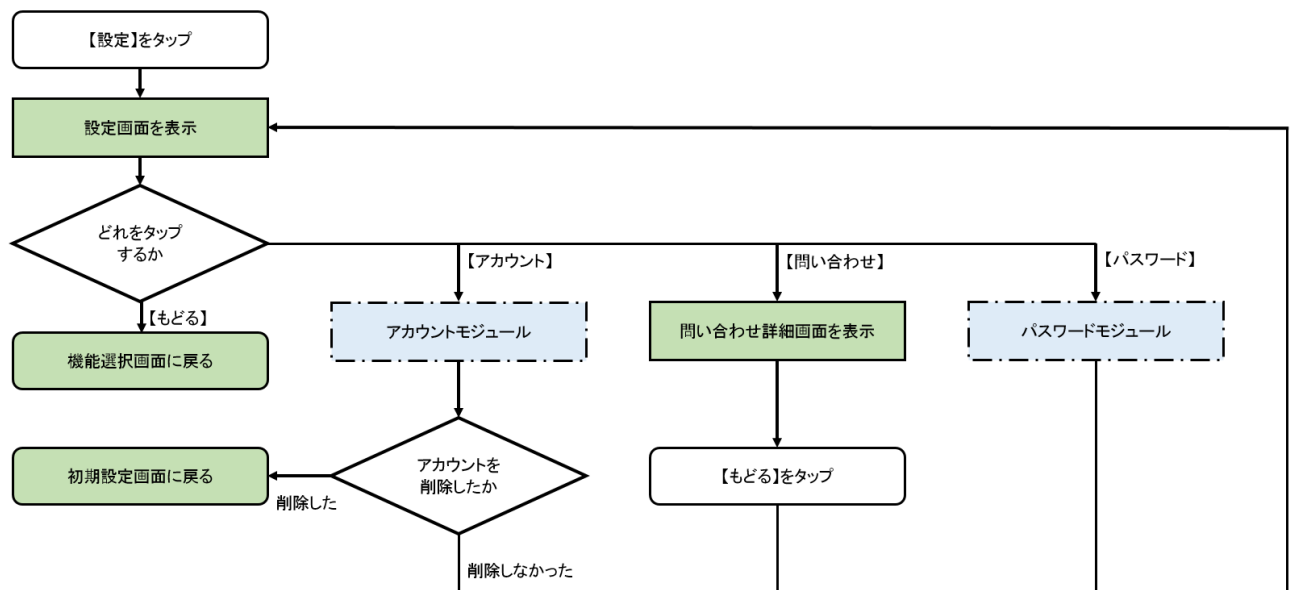 【設定】をタップ
設定画面を表示
どれをタップ
するか
【アカウント】
【問い合わせ】
【パスワード】
【もどる】
アカウントモジュール
問い合わせ詳細画面を表示
パスワードモジュール
機能選択画面に戻る
アカウントを
削除したか
初期設定画面に戻る
【もどる】をタップ
削除した
削除しなかった